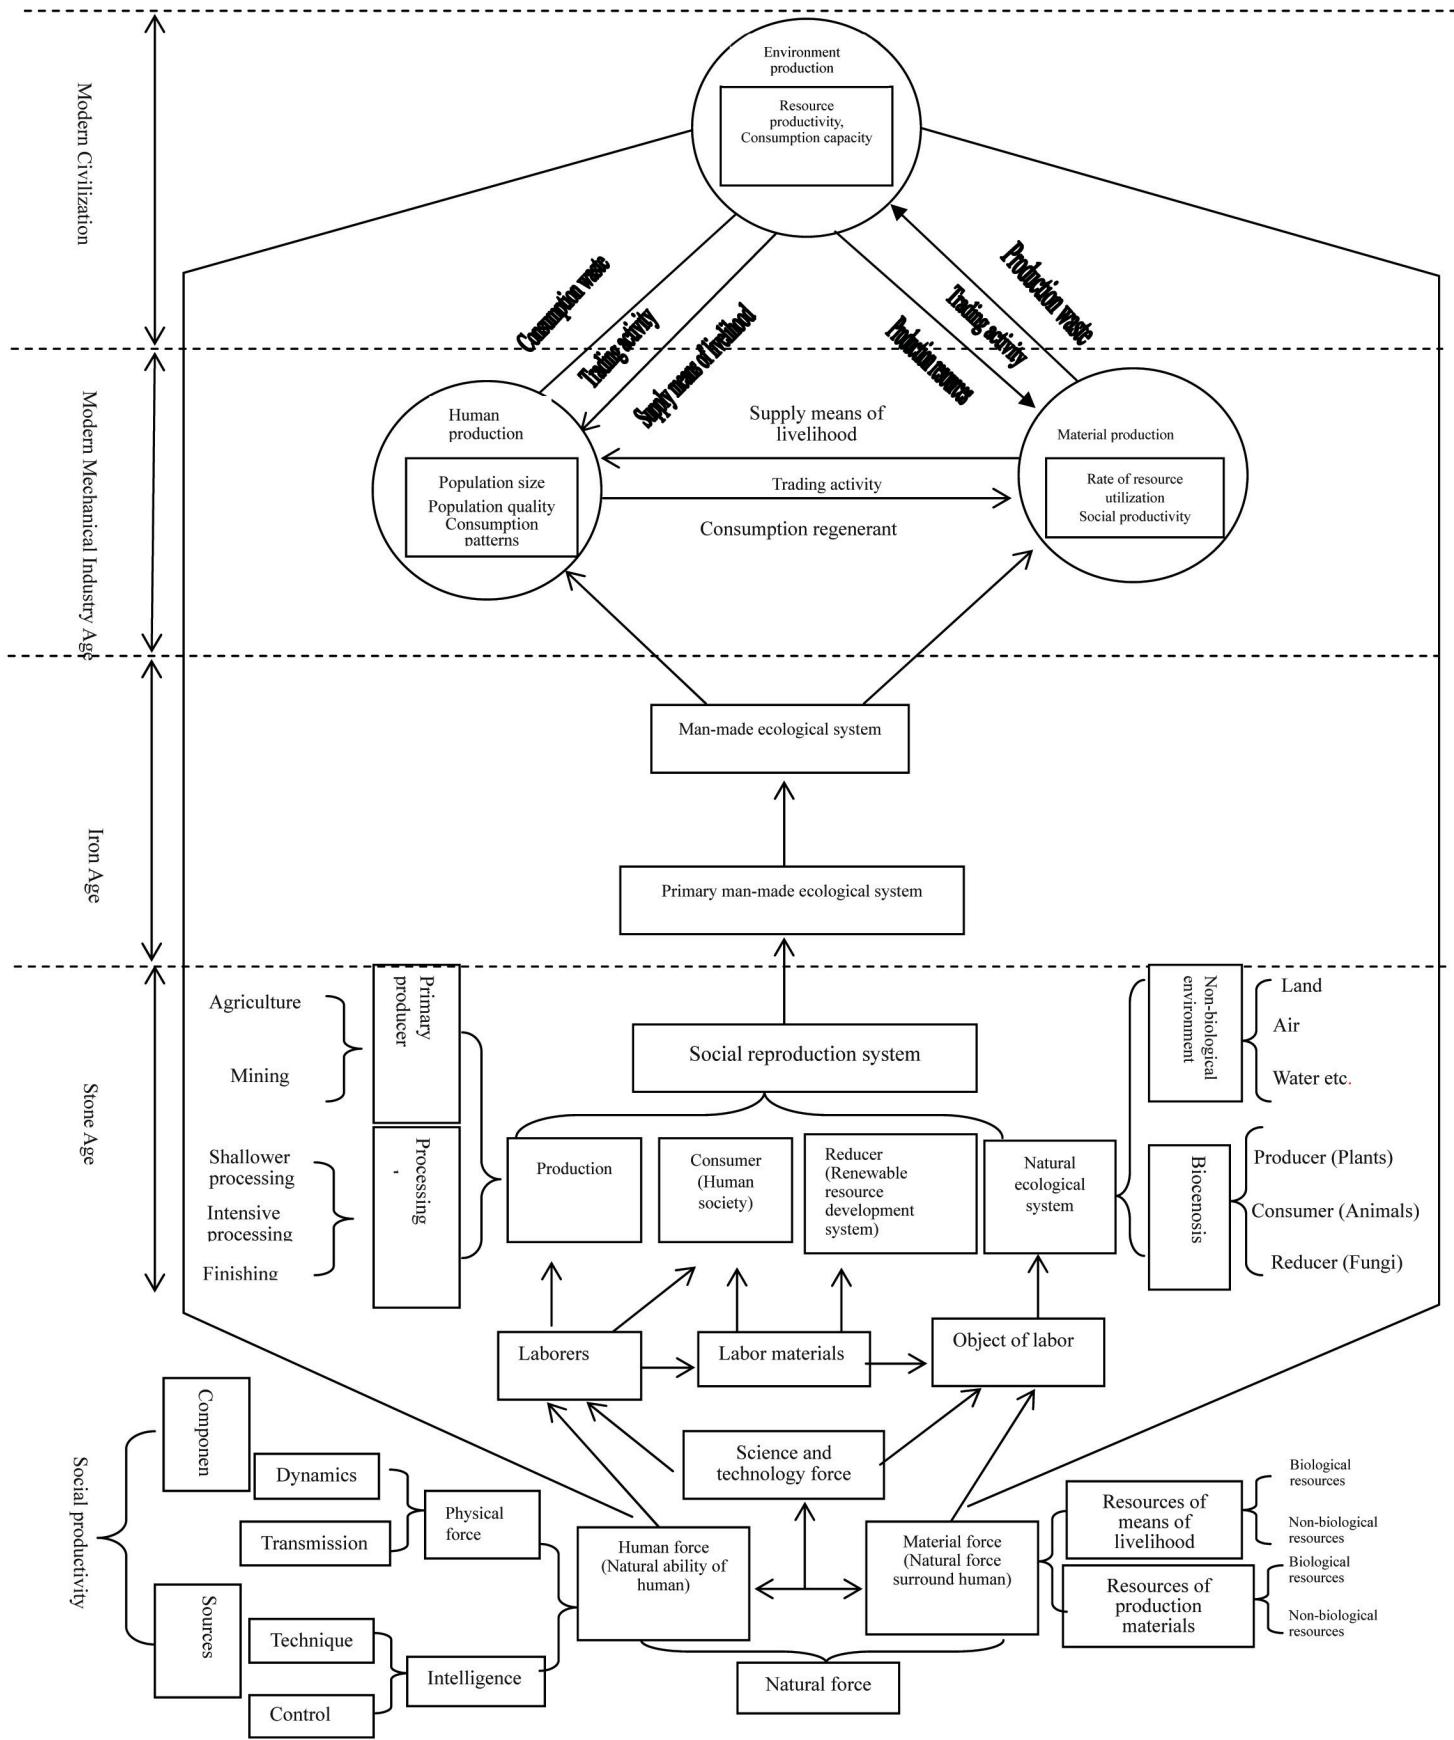 Environment
production
Resource
productivity,
Consumption capacity
Modern Civilization
Consumption waste
Trading activity
Supply means of livelihood
Production waste
Trading activity
Production resources
Modern Mechanical Industry Age
Human
production
Population size
Population quality
Consumption
patterns
Supply means of
livelihood
Trading activity
Consumption regenerant
Material production
Rate of resource
utilization
Social productivity
Iron Age
Man-made ecological system
Primary man-made ecological system
Stone Age
Agriculture
Mining
Primary
producer
Shallower
processing
Intensive
processing
Finishing
Processing
Social reproduction system
Production
Consumer
(Human
society)
Reducer
(Renewable
resource
development
system)
Natural
ecological
system
Non-biological
environment
Land
Air
Water etc.
Biocenosis
Producer (Plants)
Consumer (Animals)
Reducer (Fungi)
Laborers
Labor materials
Object of labor
Science and
technology force
Social productivity
Componen
Sources
Dynamics
Transmission
Physical
force
Technique
Control
Intelligence
Human force
(Natural ability of
human)
Material force
(Natural force
surround human)
Natural force
Resources of
means of
livelihood
Biological
resources
Non-biological
resources
Resources of
production
materials
Biological
resources
Non-biological
resources